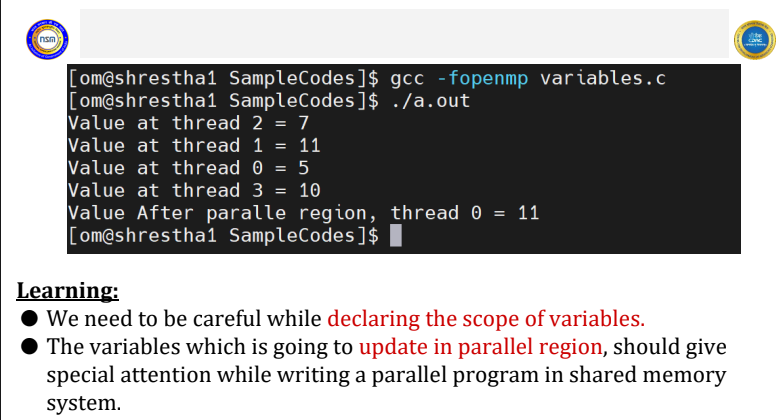 nsm
CDAC
[om@shrestha1 SampleCodes]$ gcc -fopenmp variables.c
[om@shrestha1 SampleCodes]$ ./a.out
Value at thread 2 = 7
Value at thread 1 = 11
Value at thread 0 = 5
Value at thread 3 = 10
Value After paralle region, thread 0 = 11
[om@shrestha1 SampleCodes]$
Learning:
● We need to be careful while declaring the scope of variables.
● The variables which is going to update in parallel region, should give
special attention while writing a parallel program in shared memory
system.